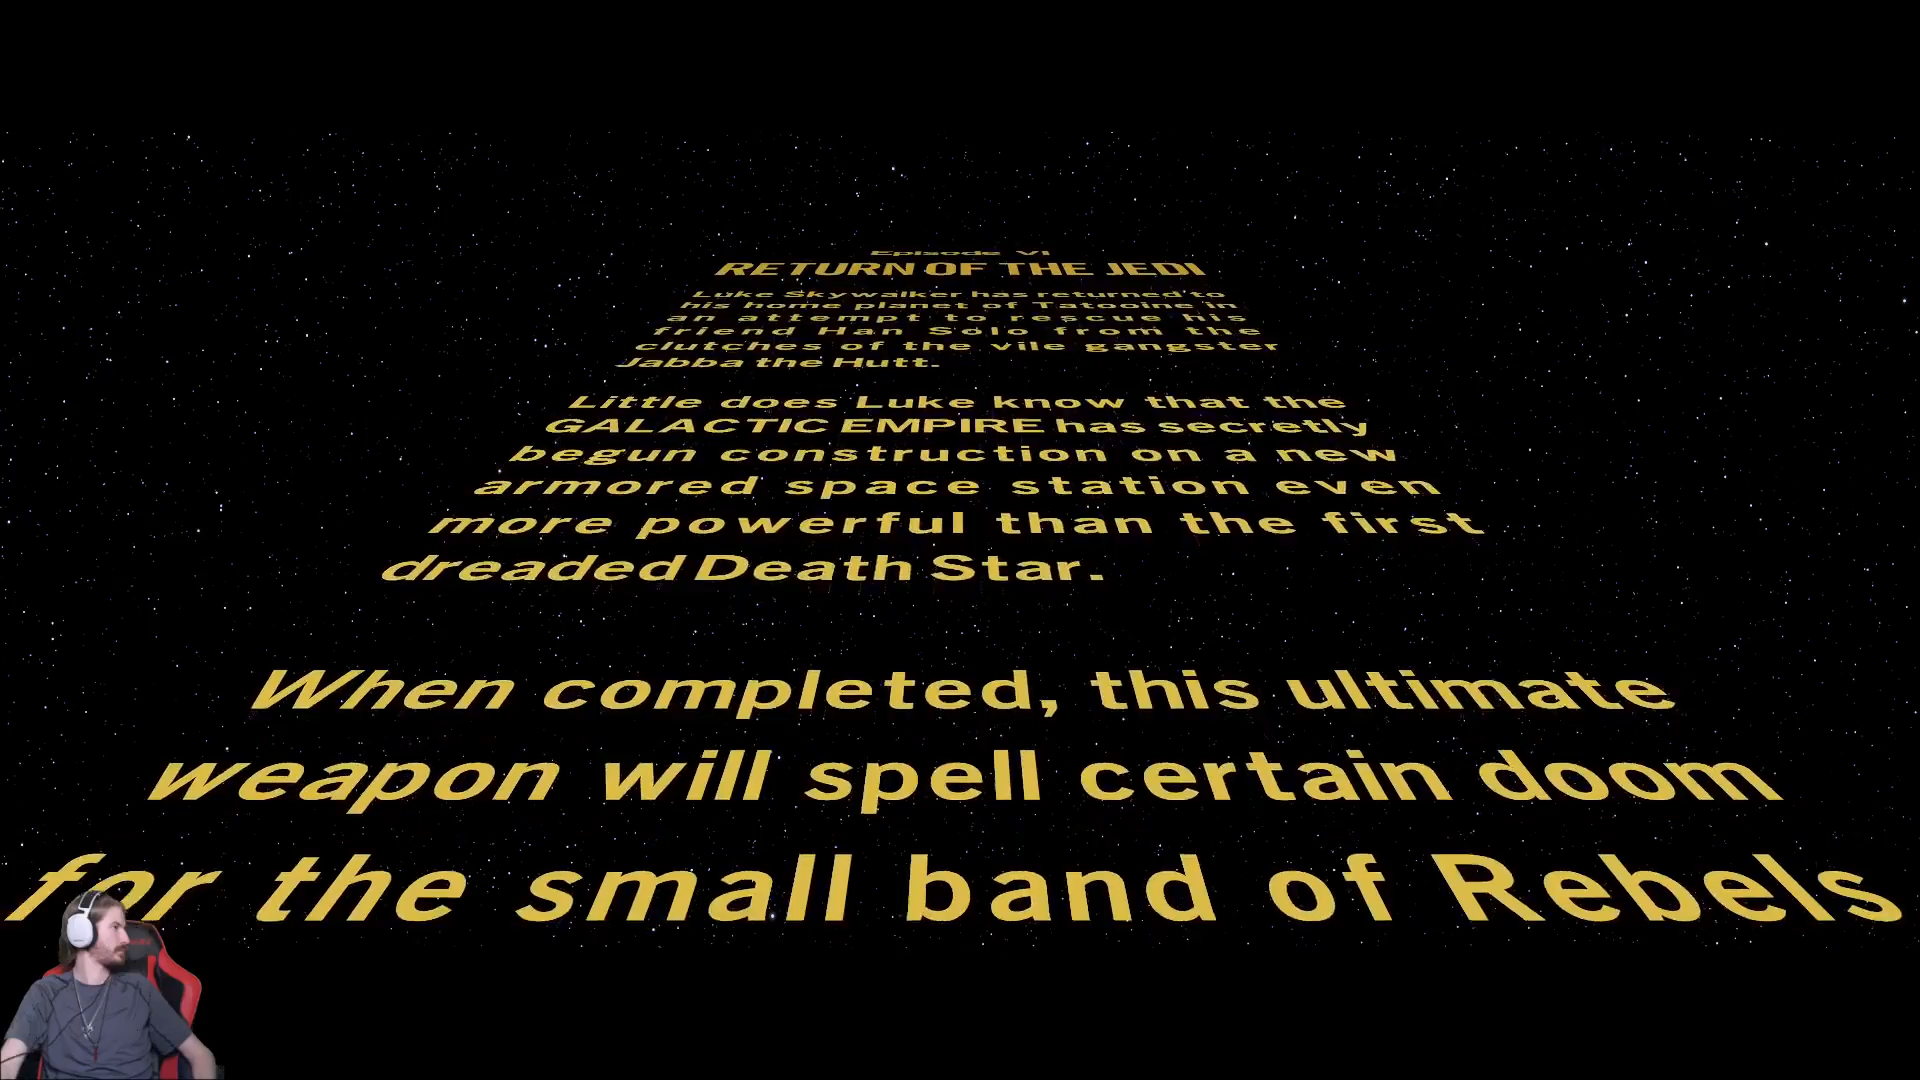 Episode VI
RETURN OF THE JEDI
Luke Skywalker has returned to
his home planet of Tatooine in
an attempt to rescue his
friend Han Solo from the
clutches of the vile gangster
Jabba the Hutt.
Little does Luke know that the
GALACTIC EMPIRE has secretly
begun construction on a new
armored space station even
more powerful than the first
dreaded Death Star.
When completed, this ultimate
weapon will spell certain doom
for the small band of Rebels